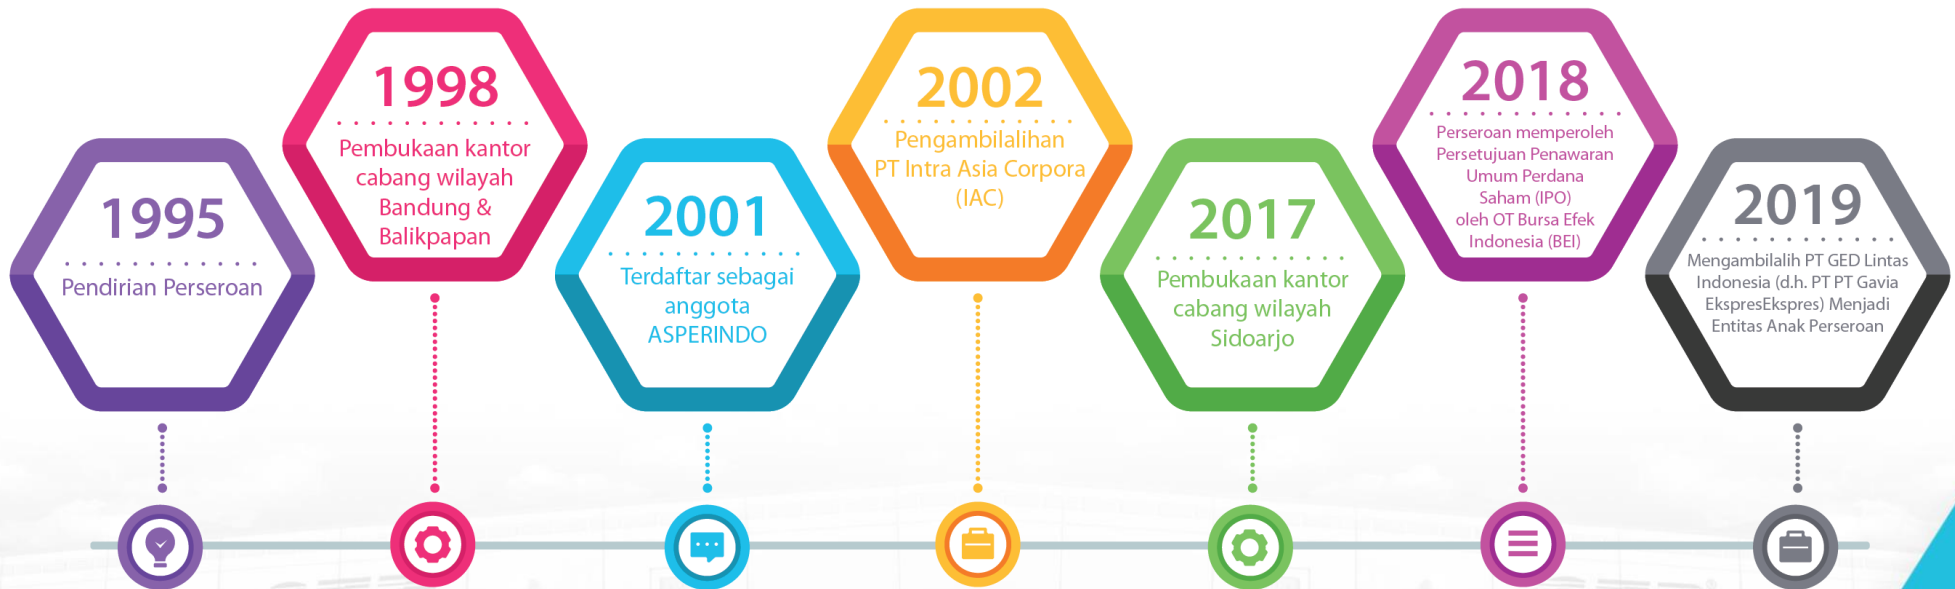 1995
Pendirian Perseroan
1998
Pembukaan kantor
cabang wilayah
Bandung &
Balikpapan
2001
Terdaftar sebagai
anggota
ASPERINDO
2002
Pengambilalihan
PT Intra Asia Corpora
(IAC)
2017
Pembukaan kantor
cabang wilayah
Sidoarjo
2018
Perseroan memperoleh
Persetujuan Penawaran
Umum Perdana
Saham (IPO)
oleh OT Bursa Efek
Indonesia (BEI)
2019
Mengambilalih PT GED Lintas
Indonesia (d.h. PT PT Gavia
EkspresEkspres) Menjadi
Entitas Anak Perseroan